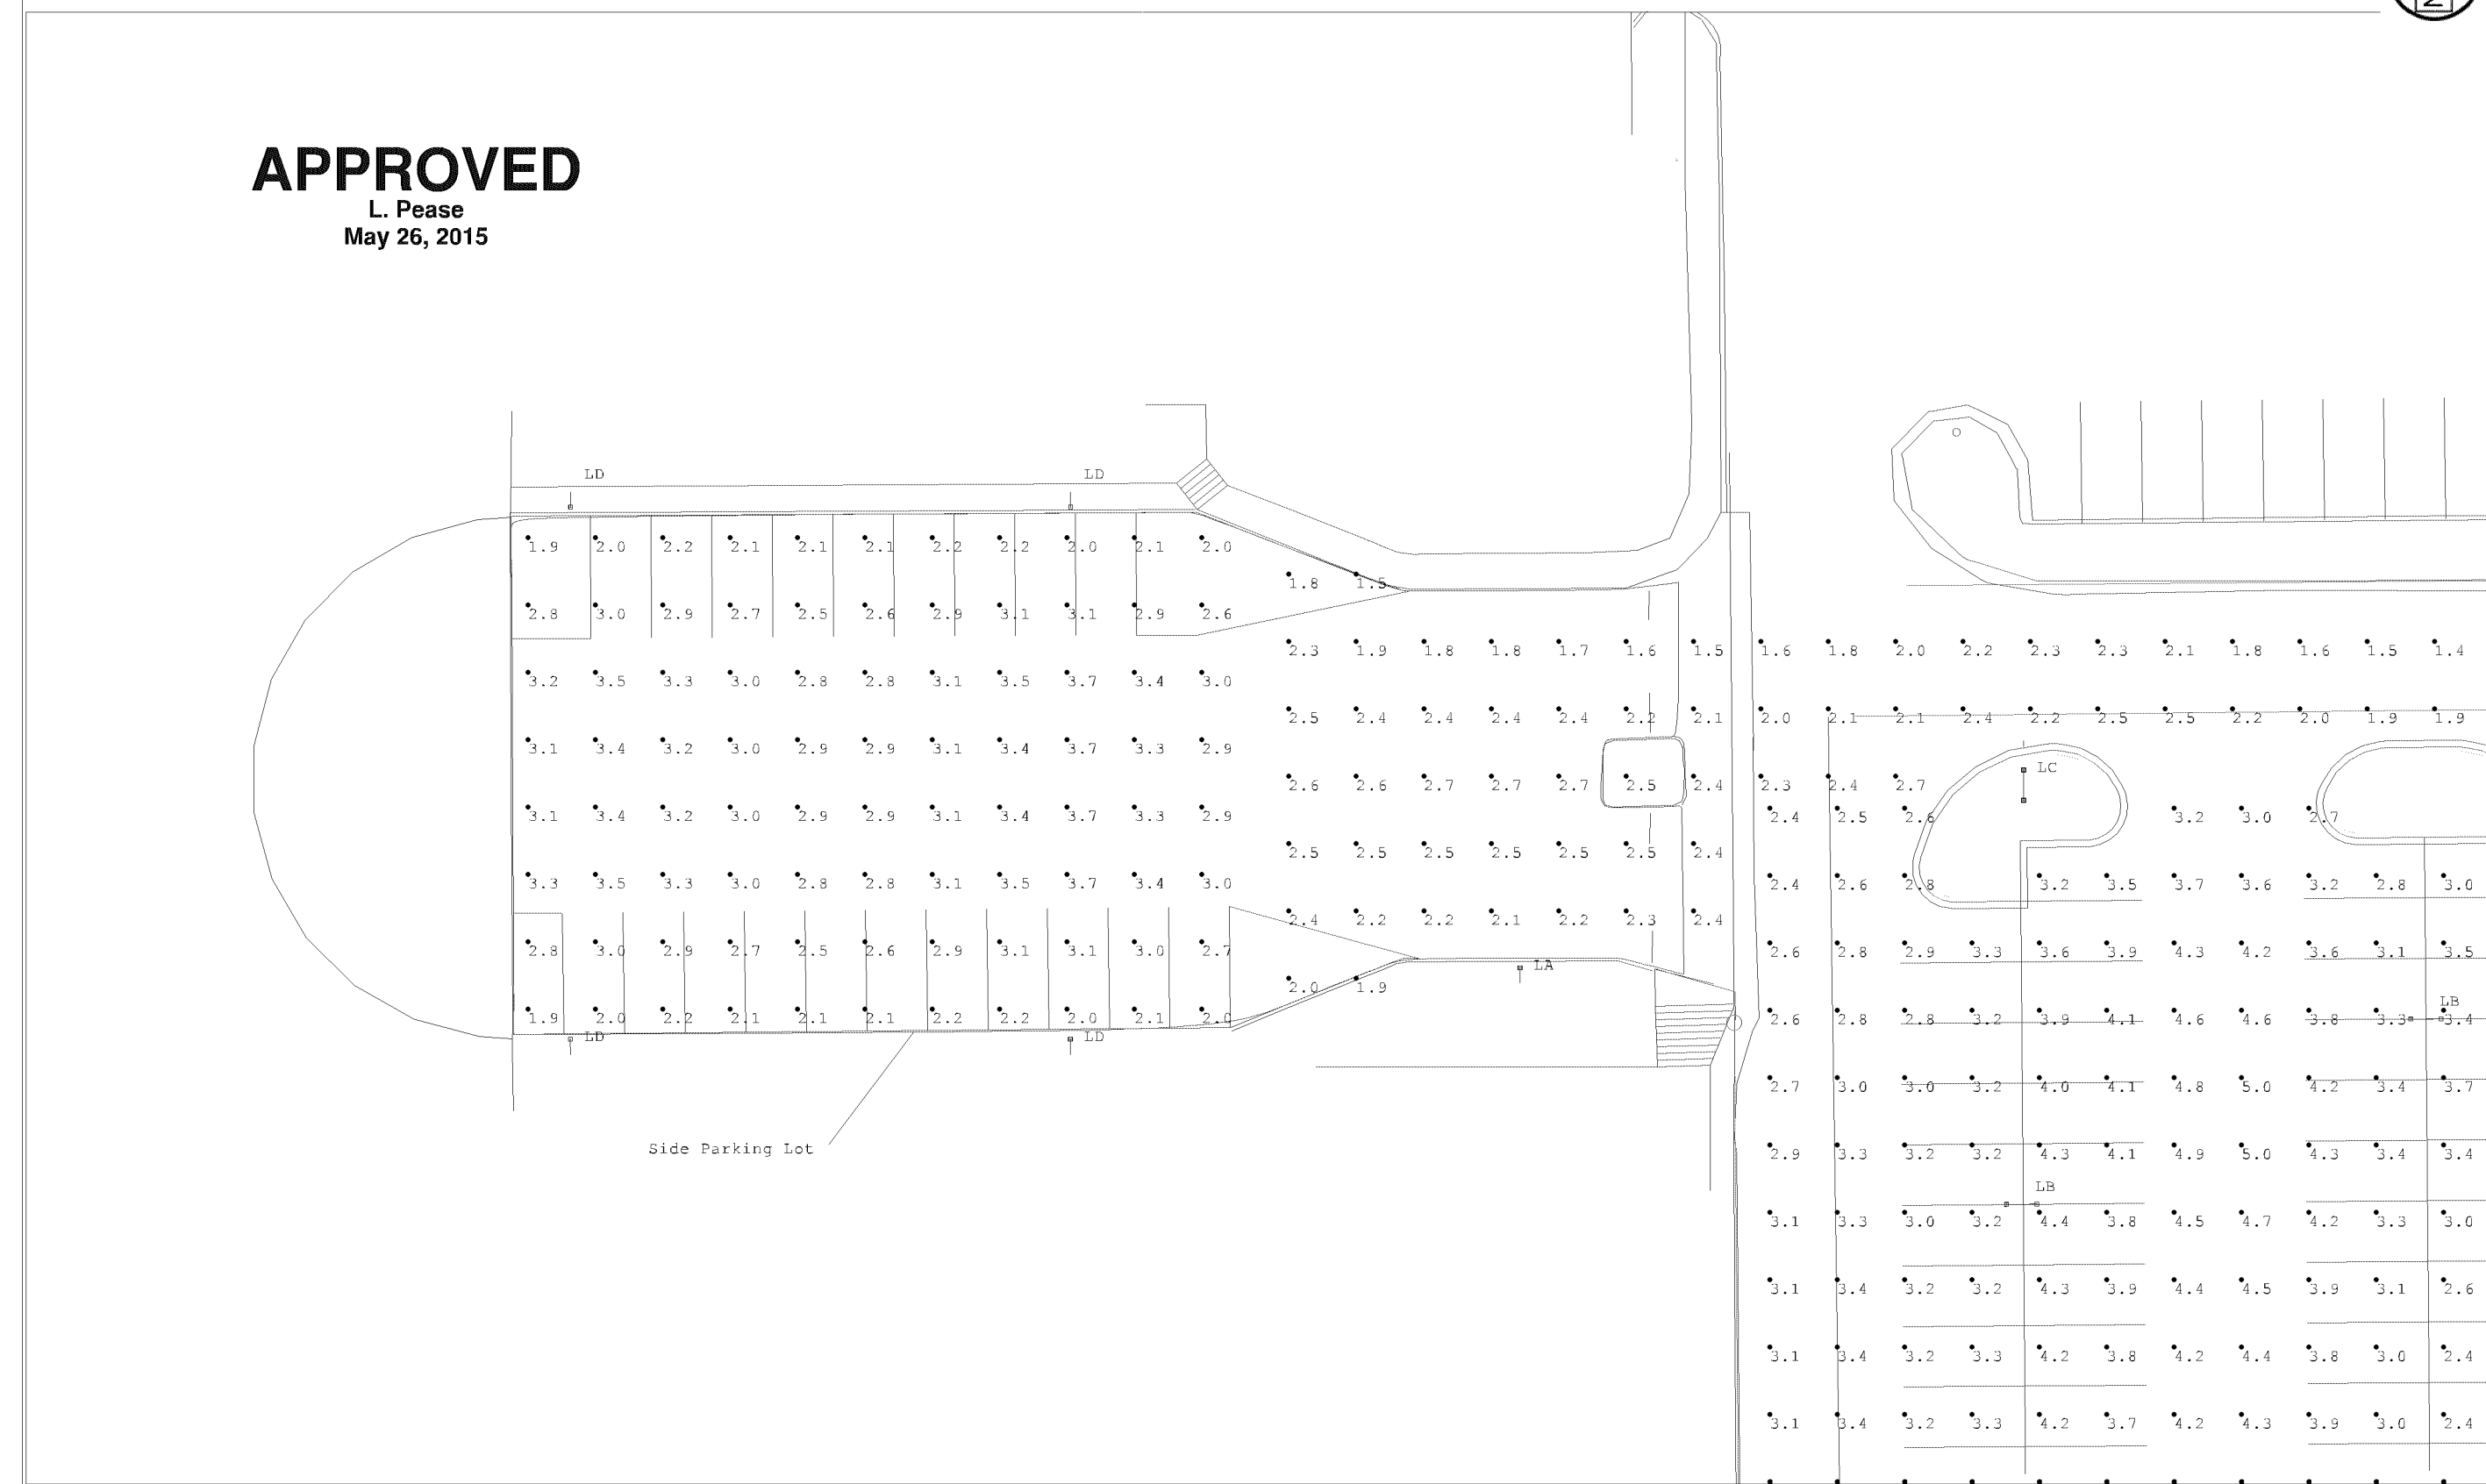 APPROVED
L. Pease
May 26, 2015
LD LD
1.9 2.0 2.2 2.1 2.1 2.1 2.2 2.2 2.0 2.1 2.0
1.8 1.5
2.8 3.0 2.9 2.7 2.5 2.6 2.9 3.1 3.1 2.9 2.6
2.3 1.9 1.8 1.8 1.7 1.6 1.5 1.6 1.8 2.0 2.2 2.3 2.3 2.1 1.8 1.6 1.5 1.4
3.2 3.5 3.3 3.0 2.8 2.8 3.1 3.5 3.7 3.4 3.0
2.5 2.4 2.4 2.4 2.4 2.2 2.1 2.0 2.1 2.1 2.4 2.2 2.5 2.5 2.2 2.0 1.9 1.9
3.1 3.4 3.2 3.0 2.9 2.9 3.1 3.4 3.7 3.3 2.9
LC
2.6 2.6 2.7 2.7 2.7 2.5 2.4 2.3 2.4 2.7
3.1 3.4 3.2 3.0 2.9 2.9 3.1 3.4 3.7 3.3 2.9
2.4 2.5 2.6 3.2 3.0 2.7
2.5 2.5 2.5 2.5 2.5 2.5 2.4
3.3 3.5 3.3 3.0 2.8 2.8 3.1 3.5 3.7 3.4 3.0
2.4 2.6 2.8 3.2 3.5 3.7 3.6 3.2 2.8 3.0
2.4 2.2 2.2 2.1 2.2 2.3 2.4
2.8 3.0 2.9 2.7 2.5 2.6 2.9 3.1 3.1 3.0 2.7
2.6 2.8 2.9 3.3 3.6 3.9 4.3 4.2 3.6 3.1 3.5
LA
2.0 1.9
LB
1.9 2.0 2.2 2.1 2.1 2.1 2.2 2.2 2.0 2.1 2.0
2.6 2.8 2.8 3.2 3.9 4.1 4.6 4.6 3.8 3.3 3.4
LD LD
2.7 3.0 3.0 3.2 4.0 4.1 4.8 5.0 4.2 3.4 3.7
Side Parking Lot
2.9 3.3 3.2 3.2 4.3 4.1 4.9 5.0 4.3 3.4 3.4
LB
3.1 3.3 3.0 3.2 4.4 3.8 4.5 4.7 4.2 3.3 3.0
3.1 3.4 3.2 3.2 4.3 3.9 4.4 4.5 3.9 3.1 2.6
3.1 3.4 3.2 3.3 4.2 3.8 4.2 4.4 3.8 3.0 2.4
3.1 3.4 3.2 3.3 4.2 3.7 4.2 4.3 3.9 3.0 2.4